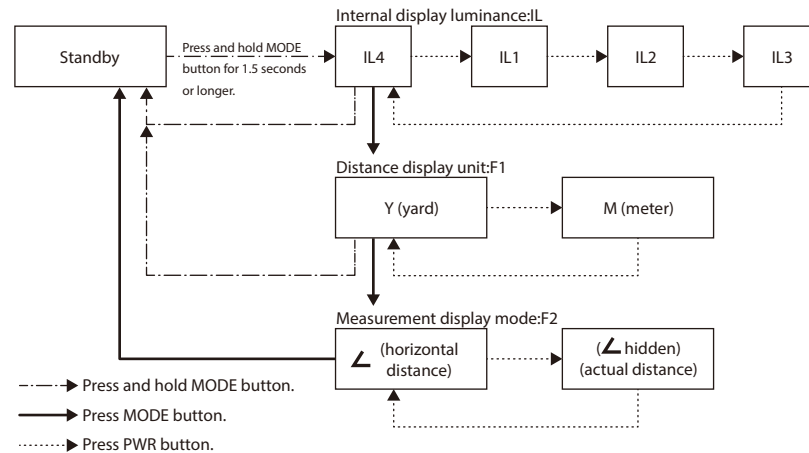 Internal display luminance:IL
Standby
Press and hold MODE
button for 1.5 seconds
or longer.
IL4
IL1
IL2
IL3
Distance display unit:F1
Y (yard)
M (meter)
Measurement display mode:F2
(horizontal
distance)
(∠ hidden)
(actual distance)
Press and hold MODE button.
Press MODE button.
Press PWR button.